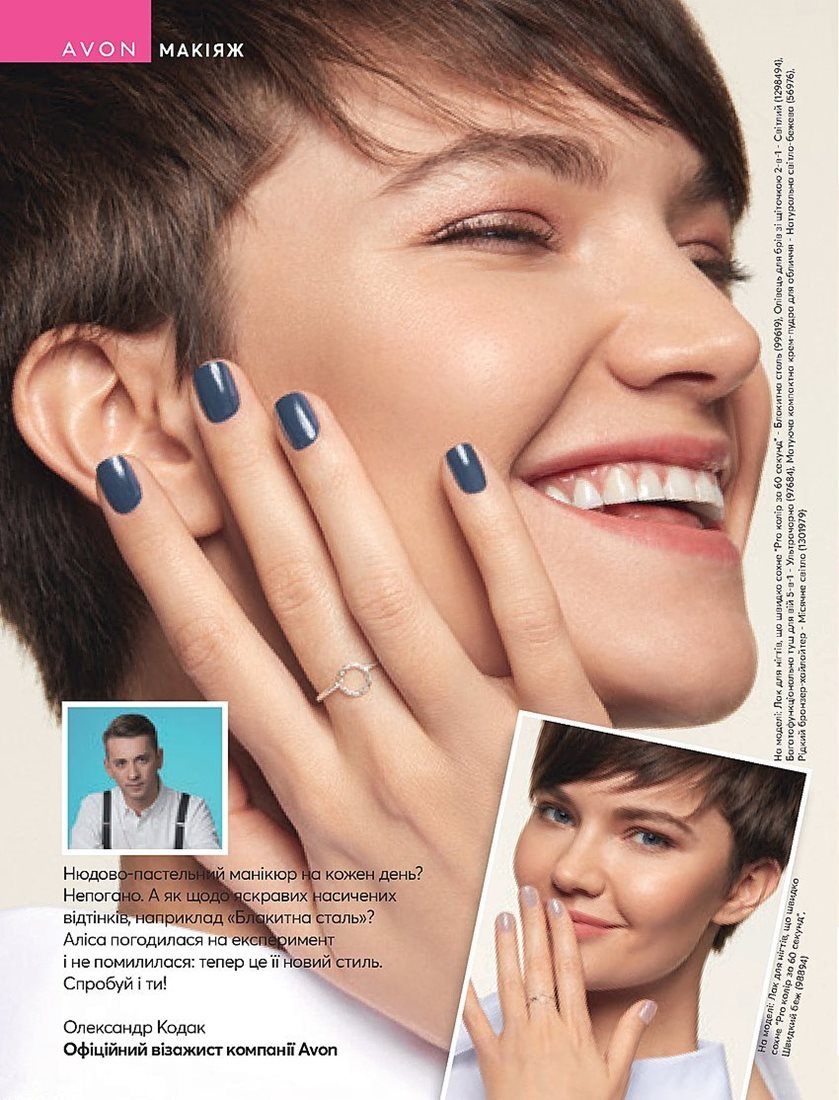 AVON МАКІЯЖ
На моделі: Лак для нігтів, що швидко сохне "Pro колір за 60 секунд" - Блакитна сталь (99619), Олівець для брів зі щіточкою 2-в-1 - Світлий (1298494),
Багатофункціональна туш для вій 5-в-1 - Ультрачорна (97684), Матуюча компактна крем-пудра для обличчя - Натурально світло-бежева (56976),
Рідкий бронзер-хайлайтер - Місячне світло (1301979)
Нюдово-пастельний манікюр на кожен день?
Непогано. А як щодо яскравих насичених
відтінків, наприклад «Блакитна сталь»?
Аліса погодилася на експеримент
і не помилилася: тепер це її новий стиль.
Спробуй і ти!
Олександр Кодак
Офіційний візажист компанії Avon
На моделі: Лак для нігтів, що швидко
сохне "Pro колір за 60 секунд",
Швидкий беж (98894)